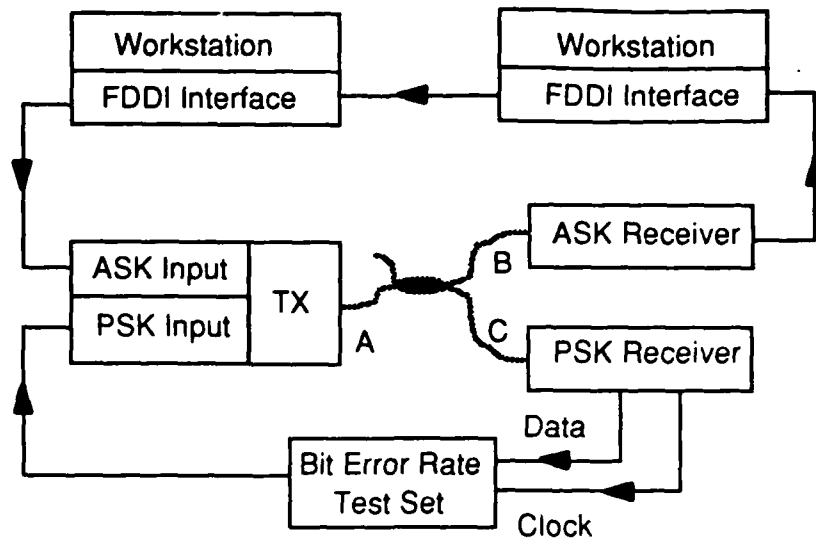 Workstation
FDDI Interface
Workstation
FDDI Interface
ASK Input
PSK Input
TX
A
B
C
ASK Receiver
PSK Receiver
Data
Clock
Bit Error Rate
Test Set